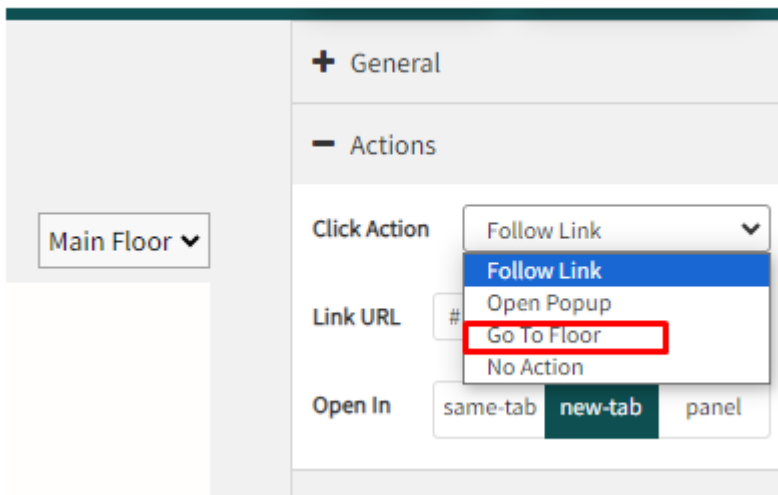 General
Actions
Main Floor
Click Action
Follow Link
Follow Link
Open Popup
Go To Floor
No Action
Link URL
#
Open In
same-tab new-tab panel